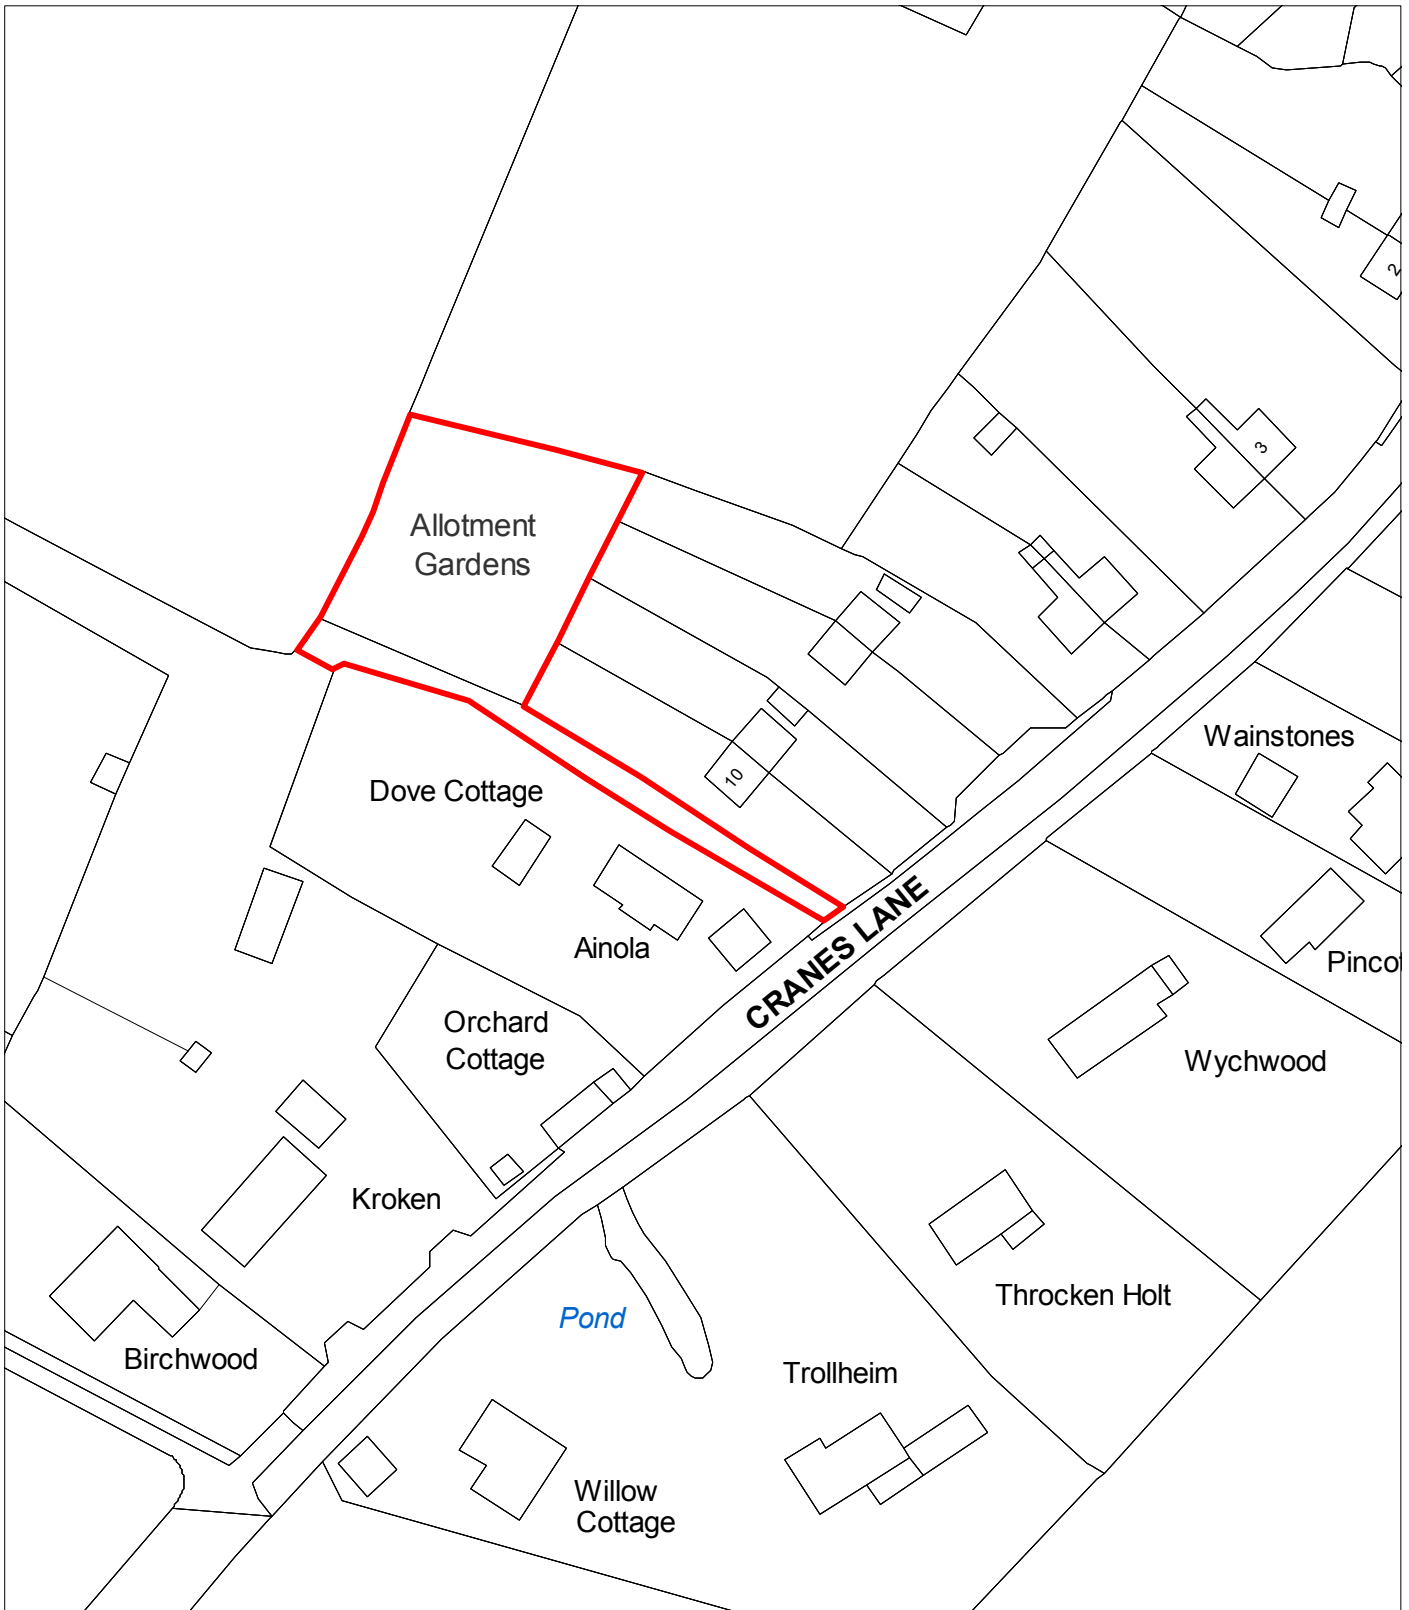 2
3
Allotment
Gardens
Wainstones
10
Dove Cottage
CRANES LANE
Ainola
Pincot
Orchard
Cottage
Wychwood
Kroken
Throcken Holt
Pond
Birchwood
Trollheim
Willow
Cottage